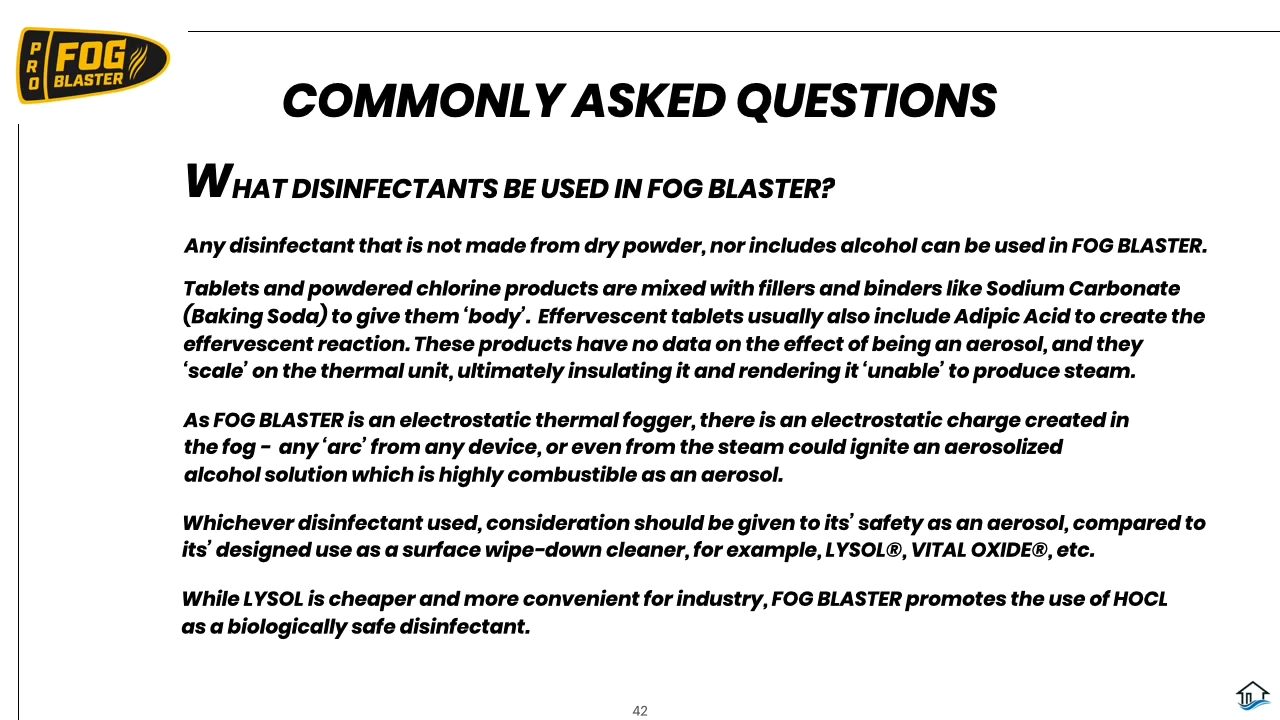 PRO FOG BLASTER
COMMONLY ASKED QUESTIONS
WHAT DISINFECTANTS BE USED IN FOG BLASTER?
Any disinfectant that is not made from dry powder, nor includes alcohol can be used in FOG BLASTER.
Tablets and powdered chlorine products are mixed with fillers and binders like Sodium Carbonate
(Baking Soda) to give them ‘body’. Effervescent tablets usually also include Adipic Acid to create the
effervescent reaction. These products have no data on the effect of being an aerosol, and they
‘scale’ on the thermal unit, ultimately insulating it and rendering it ‘unable’ to produce steam.
As FOG BLASTER is an electrostatic thermal fogger, there is an electrostatic charge created in
the fog - any ‘arc’ from any device, or even from the steam could ignite an aerosolized
alcohol solution which is highly combustible as an aerosol.
Whichever disinfectant used, consideration should be given to its’ safety as an aerosol, compared to
its’ designed use as a surface wipe-down cleaner, for example, LYSOL®, VITAL OXIDE®, etc.
While LYSOL is cheaper and more convenient for industry, FOG BLASTER promotes the use of HOCL
as a biologically safe disinfectant.
42